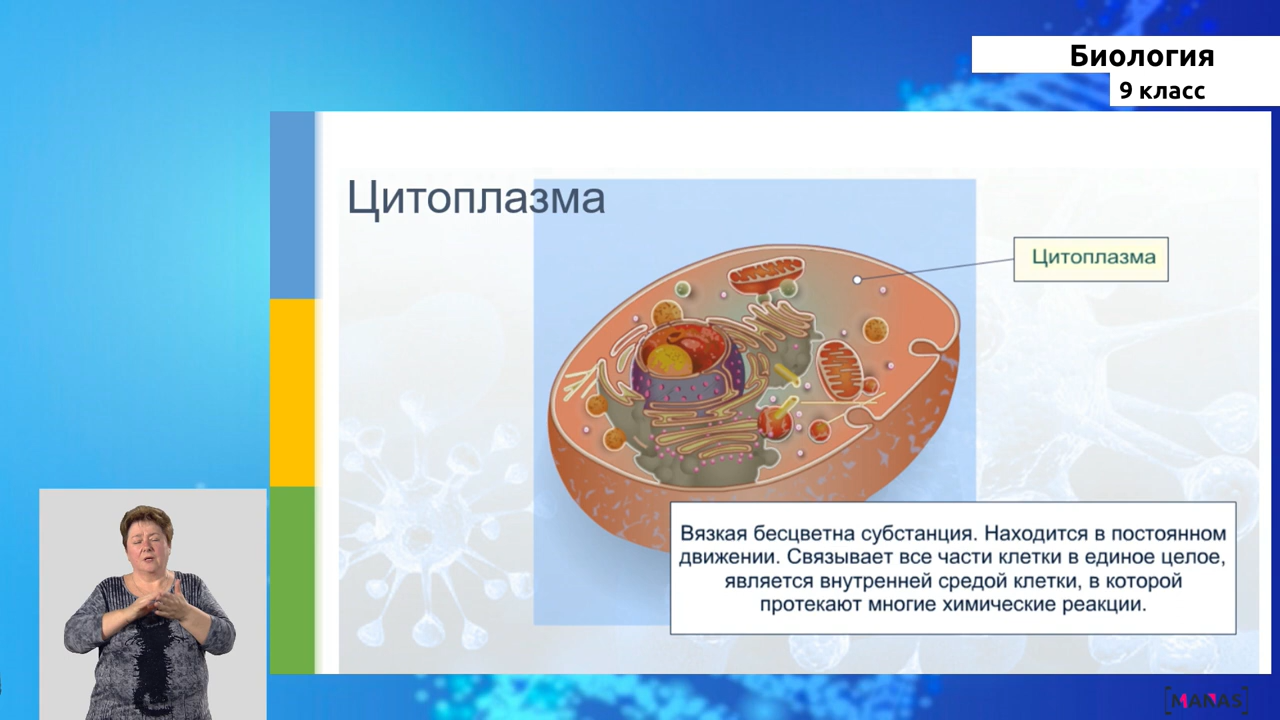 Биология
9 класс
Цитоплазма
Цитоплазма
Вязкая бесцветна субстанция. Находится в постоянном
движении. Связывает все части клетки в единое целое,
является внутренней средой клетки, в которой
протекают многие химические реакции.
[MANAS]